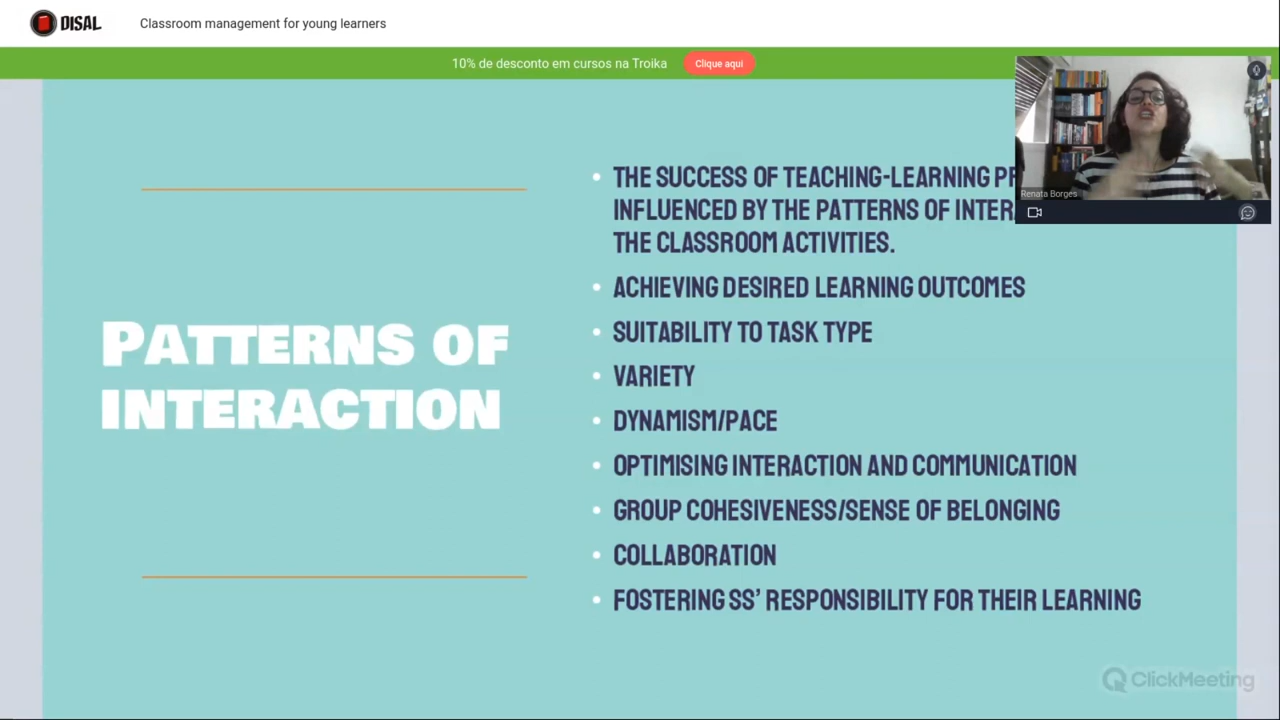 DISAL
Classroom management for young learners
10% de desconto em cursos na Troika
Clique aqui
Renata Borges
PATTERNS OF
INTERACTION
• THE SUCCESS OF TEACHING-LEARNING
INFLUENCED BY THE PATTERNS OF
THE CLASSROOM ACTIVITIES.
• ACHIEVING DESIRED LEARNING OUTCOMES
• SUITABILITY TO TASK TYPE
• VARIETY
• DYNAMISM/PACE
• OPTIMISING INTERACTION AND COMMUNICATION
• GROUP COHESIVENESS/SENSE OF BELONGING
• COLLABORATION
• FOSTERING SS' RESPONSIBILITY FOR THEIR LEARNING
ClickMeeting